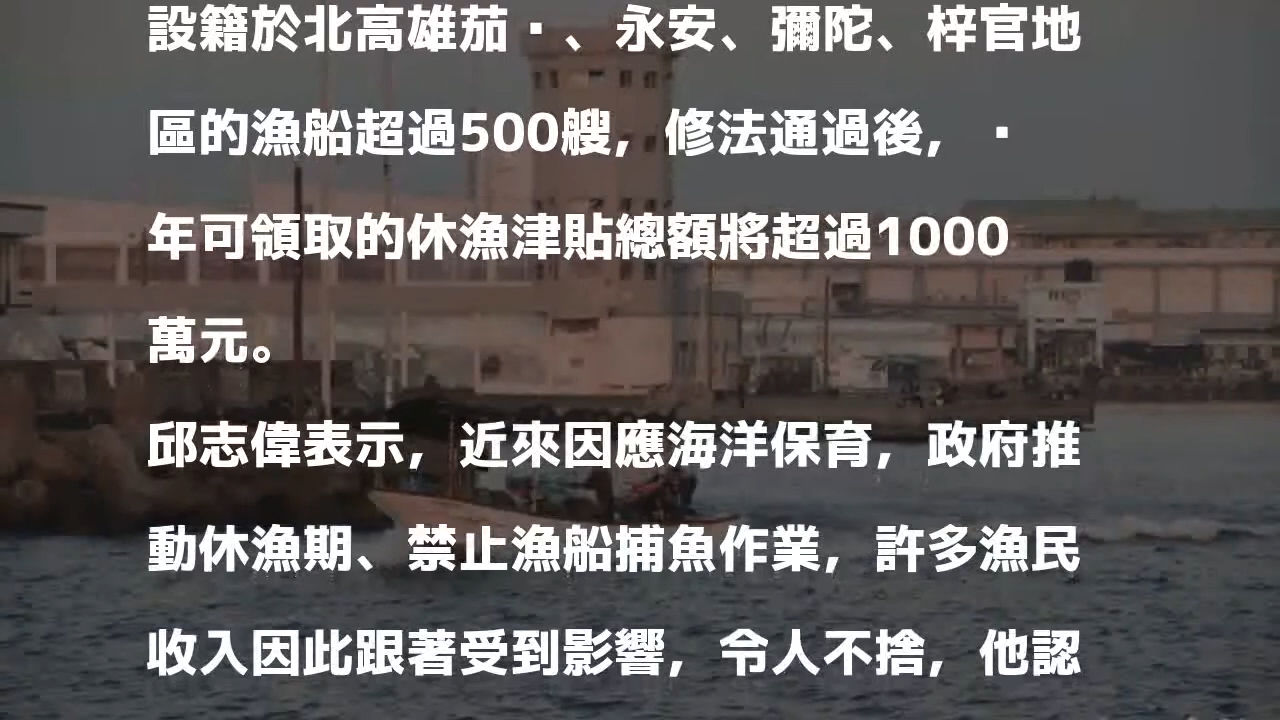 設籍於北高雄茄▪、永安、彌陀、梓官地
區的漁船超過500艘，修法通過後，▪
年可領取的休漁津貼總額將超過1000
萬元。
邱志偉表示，近來因應海洋保育，政府推
動休漁期、禁止漁船捕魚作業，許多漁民
收入因此跟著受到影響，令人不捨，他認